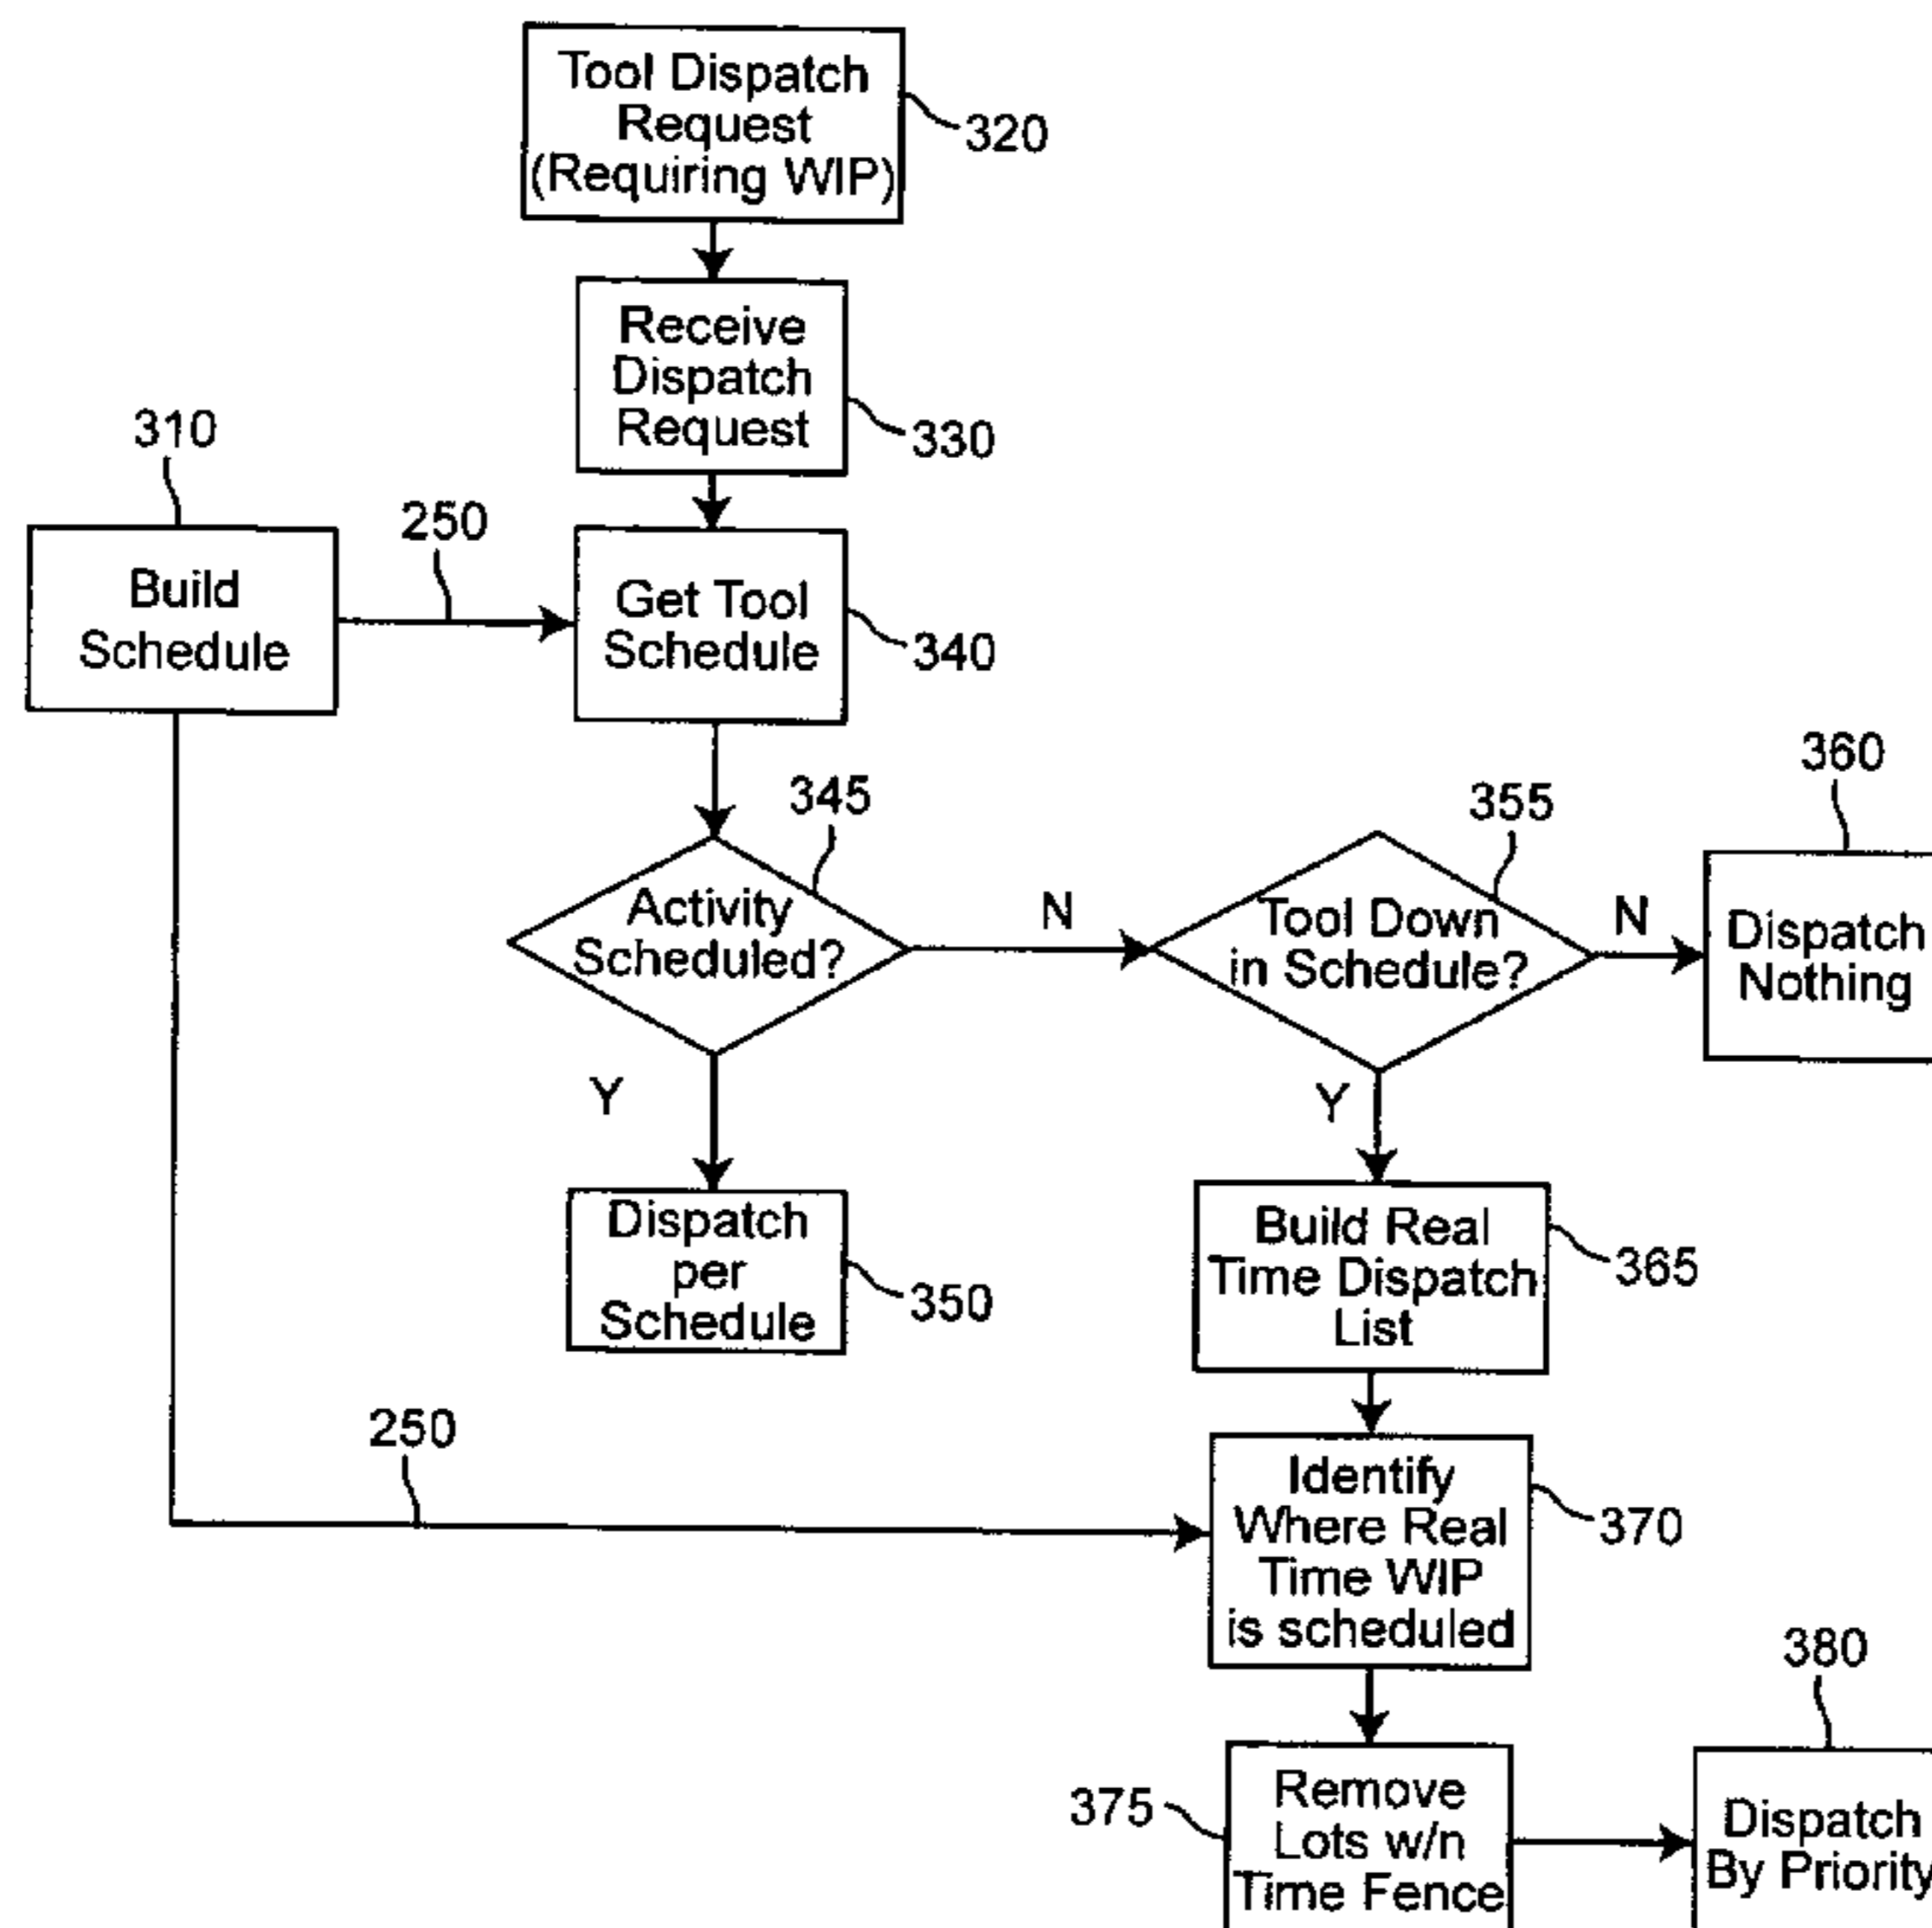 Tool Dispatch
Request
(Requiring WIP)
320
Receive
Dispatch
Request
330
310
250
Build
Schedule
Get Tool
Schedule
340
345
355
360
Activity
Scheduled?
N
Tool Down
in Schedule?
N
Dispatch
Nothing
Y
Y
Dispatch
per
Schedule
350
Build Real
Time Dispatch
List
365
250
Identify
Where Real
Time WIP
is scheduled
370
380
375
Remove
Lots w/n
Time Fence
Dispatch
By Priority